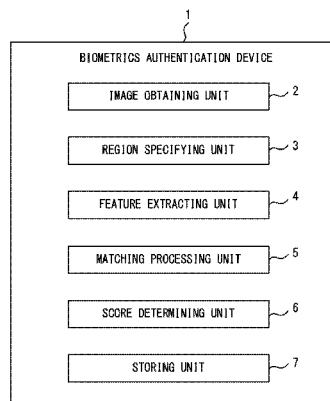 1
BIOMETRICS AUTHENTICATION DEVICE
IMAGE OBTAINING UNIT 2
REGION SPECIFYING UNIT 3
FEATURE EXTRACTING UNIT 4
MATCHING PROCESSING UNIT 5
SCORE DETERMINING UNIT 6
STORING UNIT 7